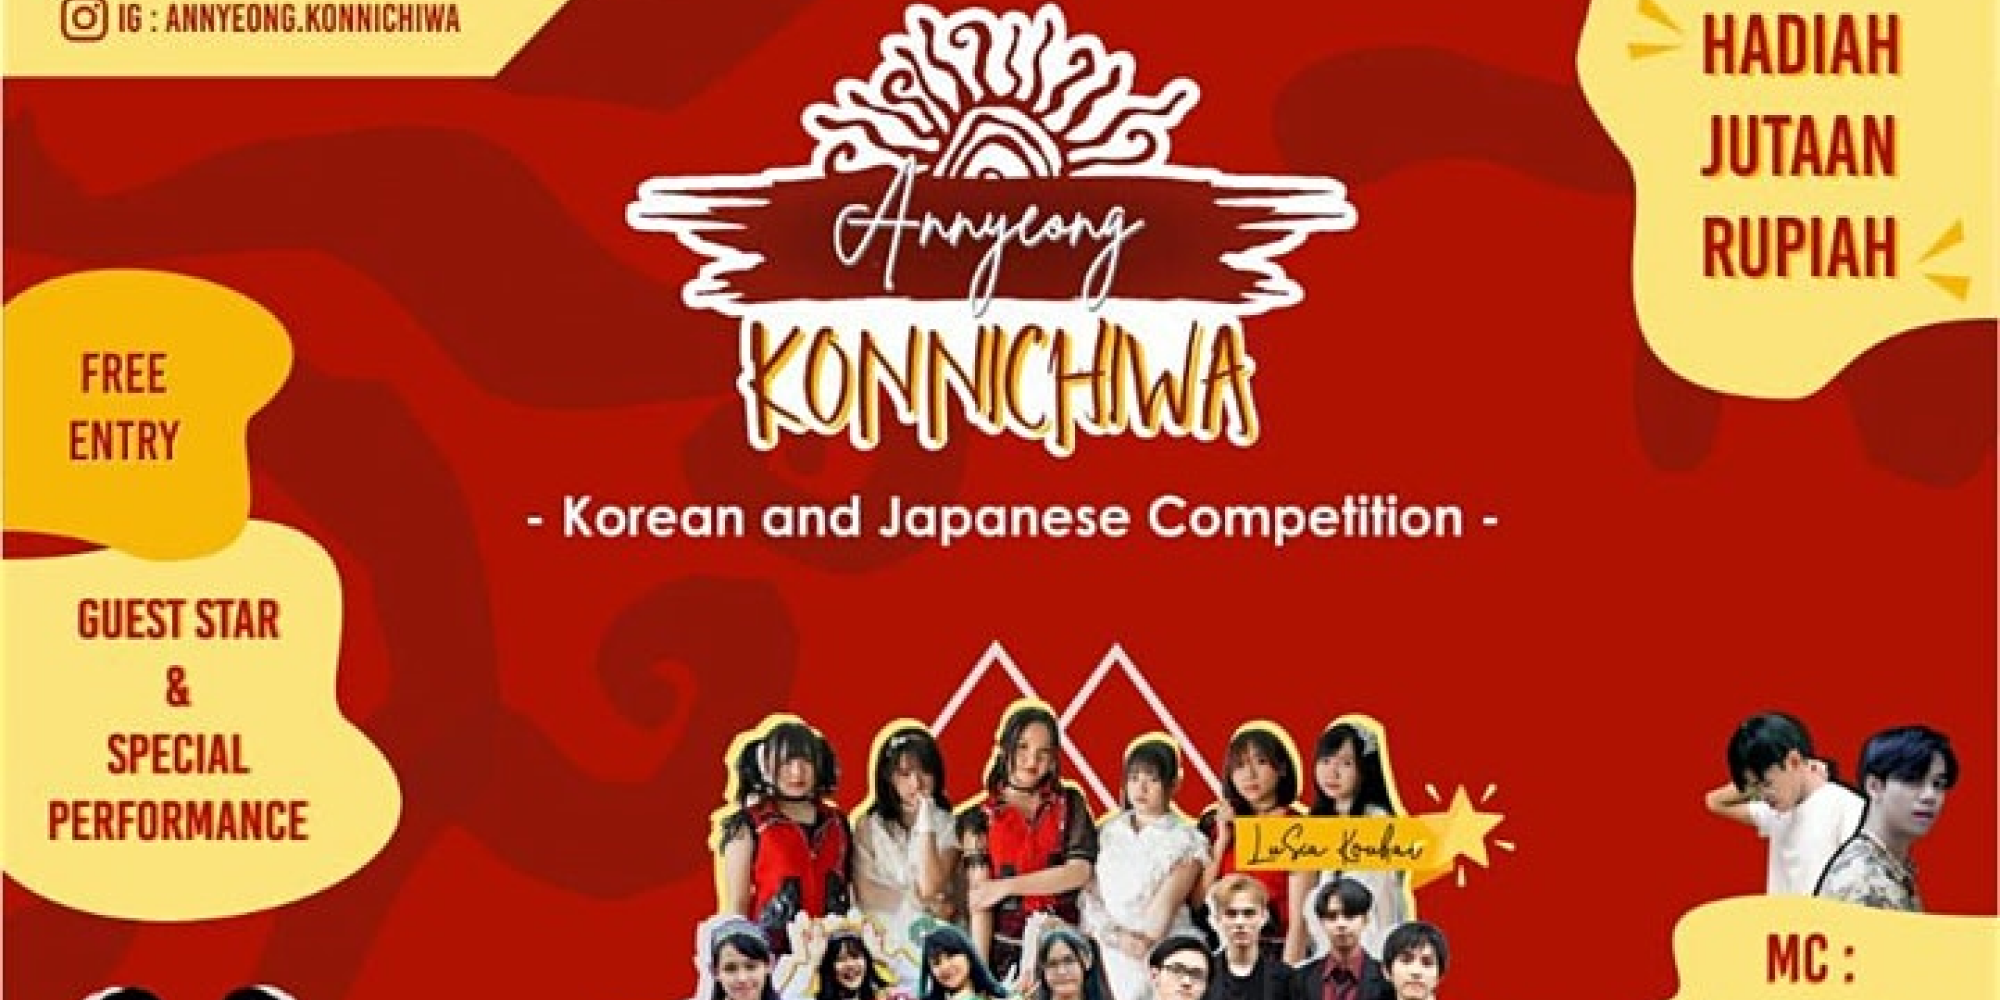 IG : ANNYEONG.KONNICHIWA
HADIAH
JUTAAN
RUPIAH
Annyeong
KONNICHIWA
- Korean and Japanese Competition -
FREE
ENTRY
GUEST STAR
&
SPECIAL
PERFORMANCE
LuSca Koubai
MC :